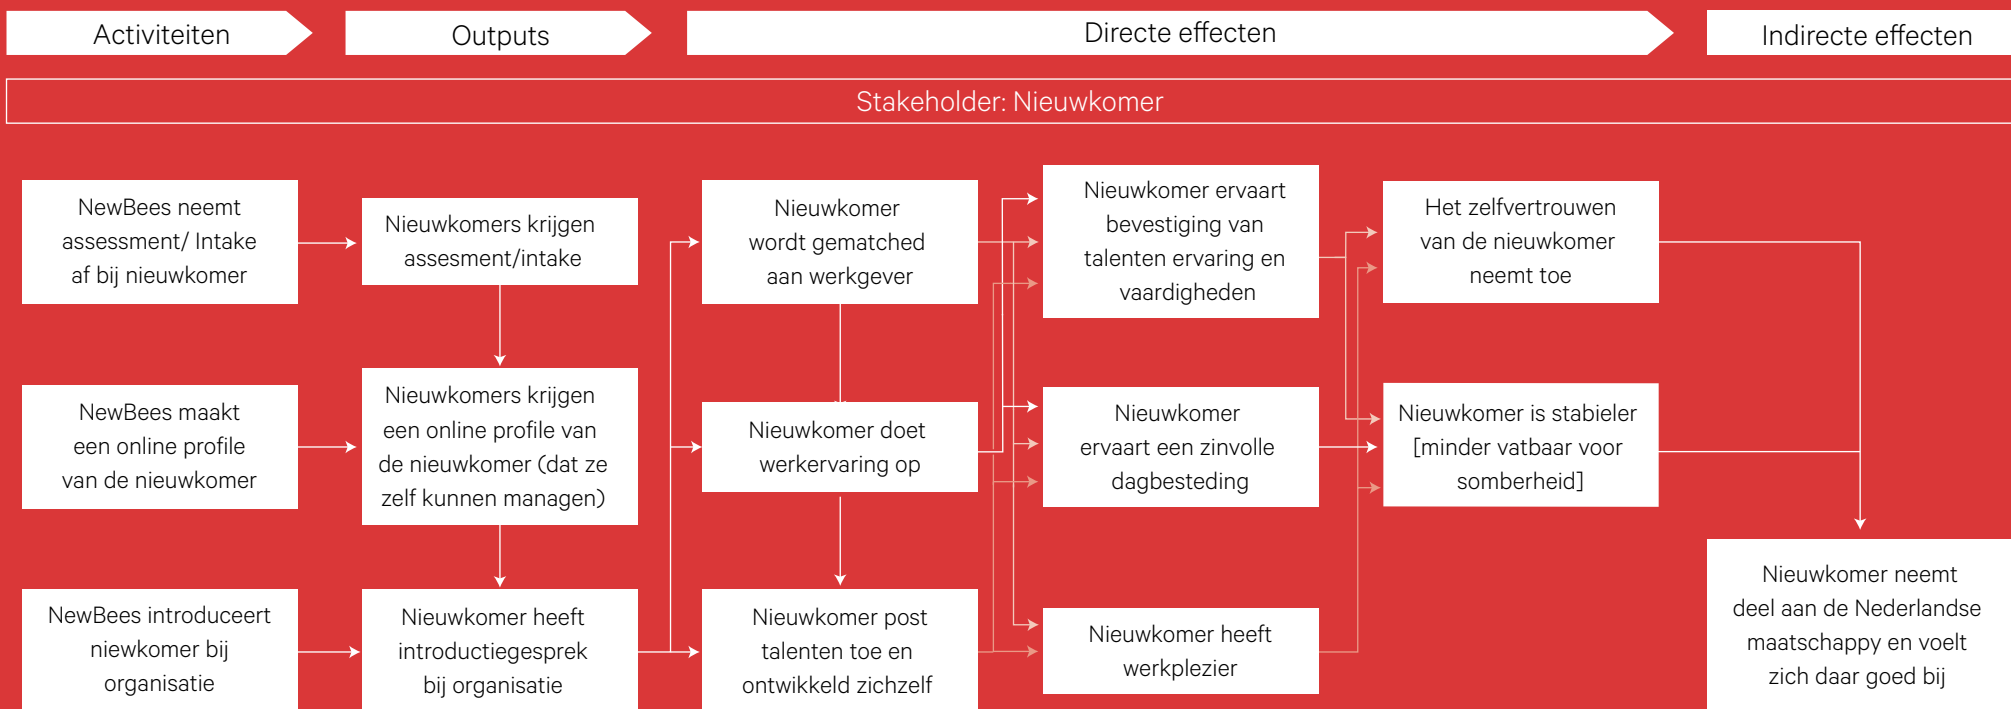 Activiteiten
Outputs
Directe effecten
Indirecte effecten
Stakeholder: Nieuwkomer
NewBees neemt
assessment/ Intake
af bij nieuwkomer
NewBees maakt
een online profile
van de nieuwkomer
NewBees introduceert
niewkomer bij
organisatie
Nieuwkomers krijgen
assesment/intake
Nieuwkomers krijgen
een online profile van
de nieuwkomer (dat ze
zelf kunnen managen)
Nieuwkomer heeft
introductiegesprek
bij organisatie
Nieuwkomer
wordt gematched
aan werkgever
Nieuwkomer doet
werkervaring op
Nieuwkomer post
talenten toe en
ontwikkeld zichzelf
Nieuwkomer ervaart
bevestiging van
talenten ervaring en
vaardigheden
Nieuwkomer
ervaart een zinvolle
dagbesteding
Nieuwkomer heeft
werkplezier
Het zelfvertrouwen
van de nieuwkomer
neemt toe
Nieuwkomer is stabieler
[minder vatbaar voor
somberheid]
Nieuwkomer neemt
deel aan de Nederlandse
maatschappy en voelt
zich daar goed bij